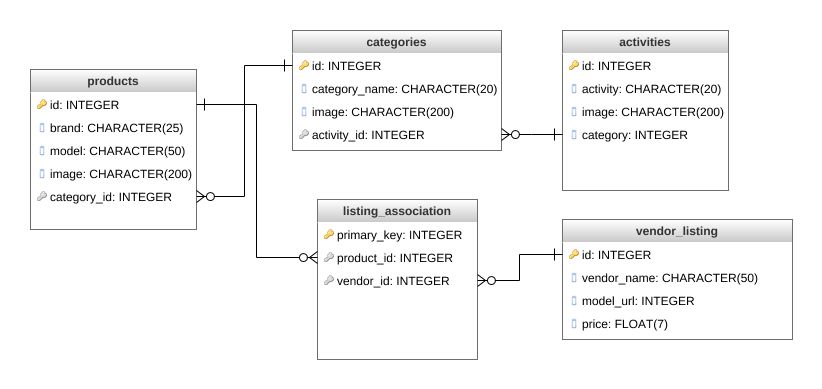 products
id: INTEGER
brand: CHARACTER(25)
model: CHARACTER(50)
image: CHARACTER(200)
category_id: INTEGER
categories
id: INTEGER
category_name: CHARACTER(20)
image: CHARACTER(200)
activity_id: INTEGER
activities
id: INTEGER
activity: CHARACTER(20)
image: CHARACTER(200)
category: INTEGER
listing_association
primary_key: INTEGER
product_id: INTEGER
vendor_id: INTEGER
vendor_listing
id: INTEGER
vendor_name: CHARACTER(50)
model_url: INTEGER
price: FLOAT(7)